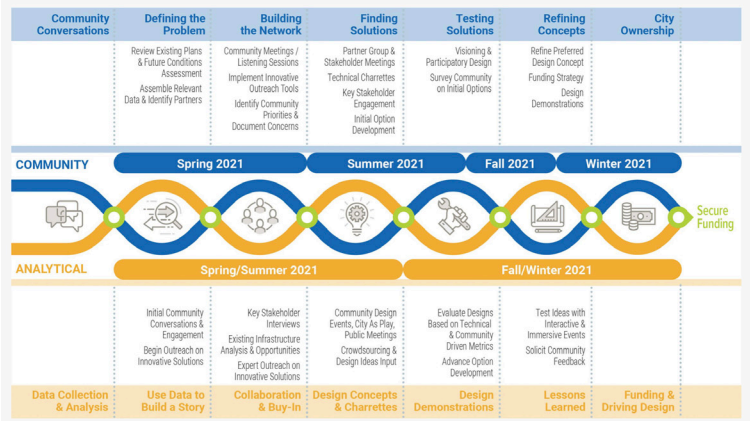 Community
Conversations
Defining the
Problem
Building
the Network
Finding
Solutions
Testing
Solutions
Refining
Concepts
City
Ownership
Review Existing Plans
& Future Conditions
Assessment
Assemble Relevant
Data & Identify Partners
Community Meetings /
Listening Sessions
Implement Innovative
Outreach Tools
Identify Community
Priorities &
Document Concerns
Partner Group &
Stakeholder Meetings
Technical Charrettes
Key Stakeholder
Engagement
Initial Option
Development
Visioning &
Participatory Design
Survey Community
on Initial Options
Refine Preferred
Design Concept
Funding Strategy
Design
Demonstrations
COMMUNITY
Spring 2021
Summer 2021
Fall 2021
Winter 2021
Secure
Funding
ANALYTICAL
Spring/Summer 2021
Fall/Winter 2021
Initial Community
Conversations &
Engagement
Begin Outreach on
Innovative Solutions
Key Stakeholder
Interviews
Existing Infrastructure
Analysis & Opportunities
Expert Outreach on
Innovative Solutions
Community Design
Events, City As Play,
Public Meetings
Crowdsourcing &
Design Ideas Input
Evaluate Designs
Based on Technical
& Community
Driven Metrics
Advance Option
Development
Test Ideas with
Interactive &
Immersive Events
Solicit Community
Feedback
Data Collection
& Analysis
Use Data to
Build a Story
Collaboration
& Buy-In
Design Concepts
& Charrettes
Design
Demonstrations
Lessons
Learned
Funding &
Driving Design